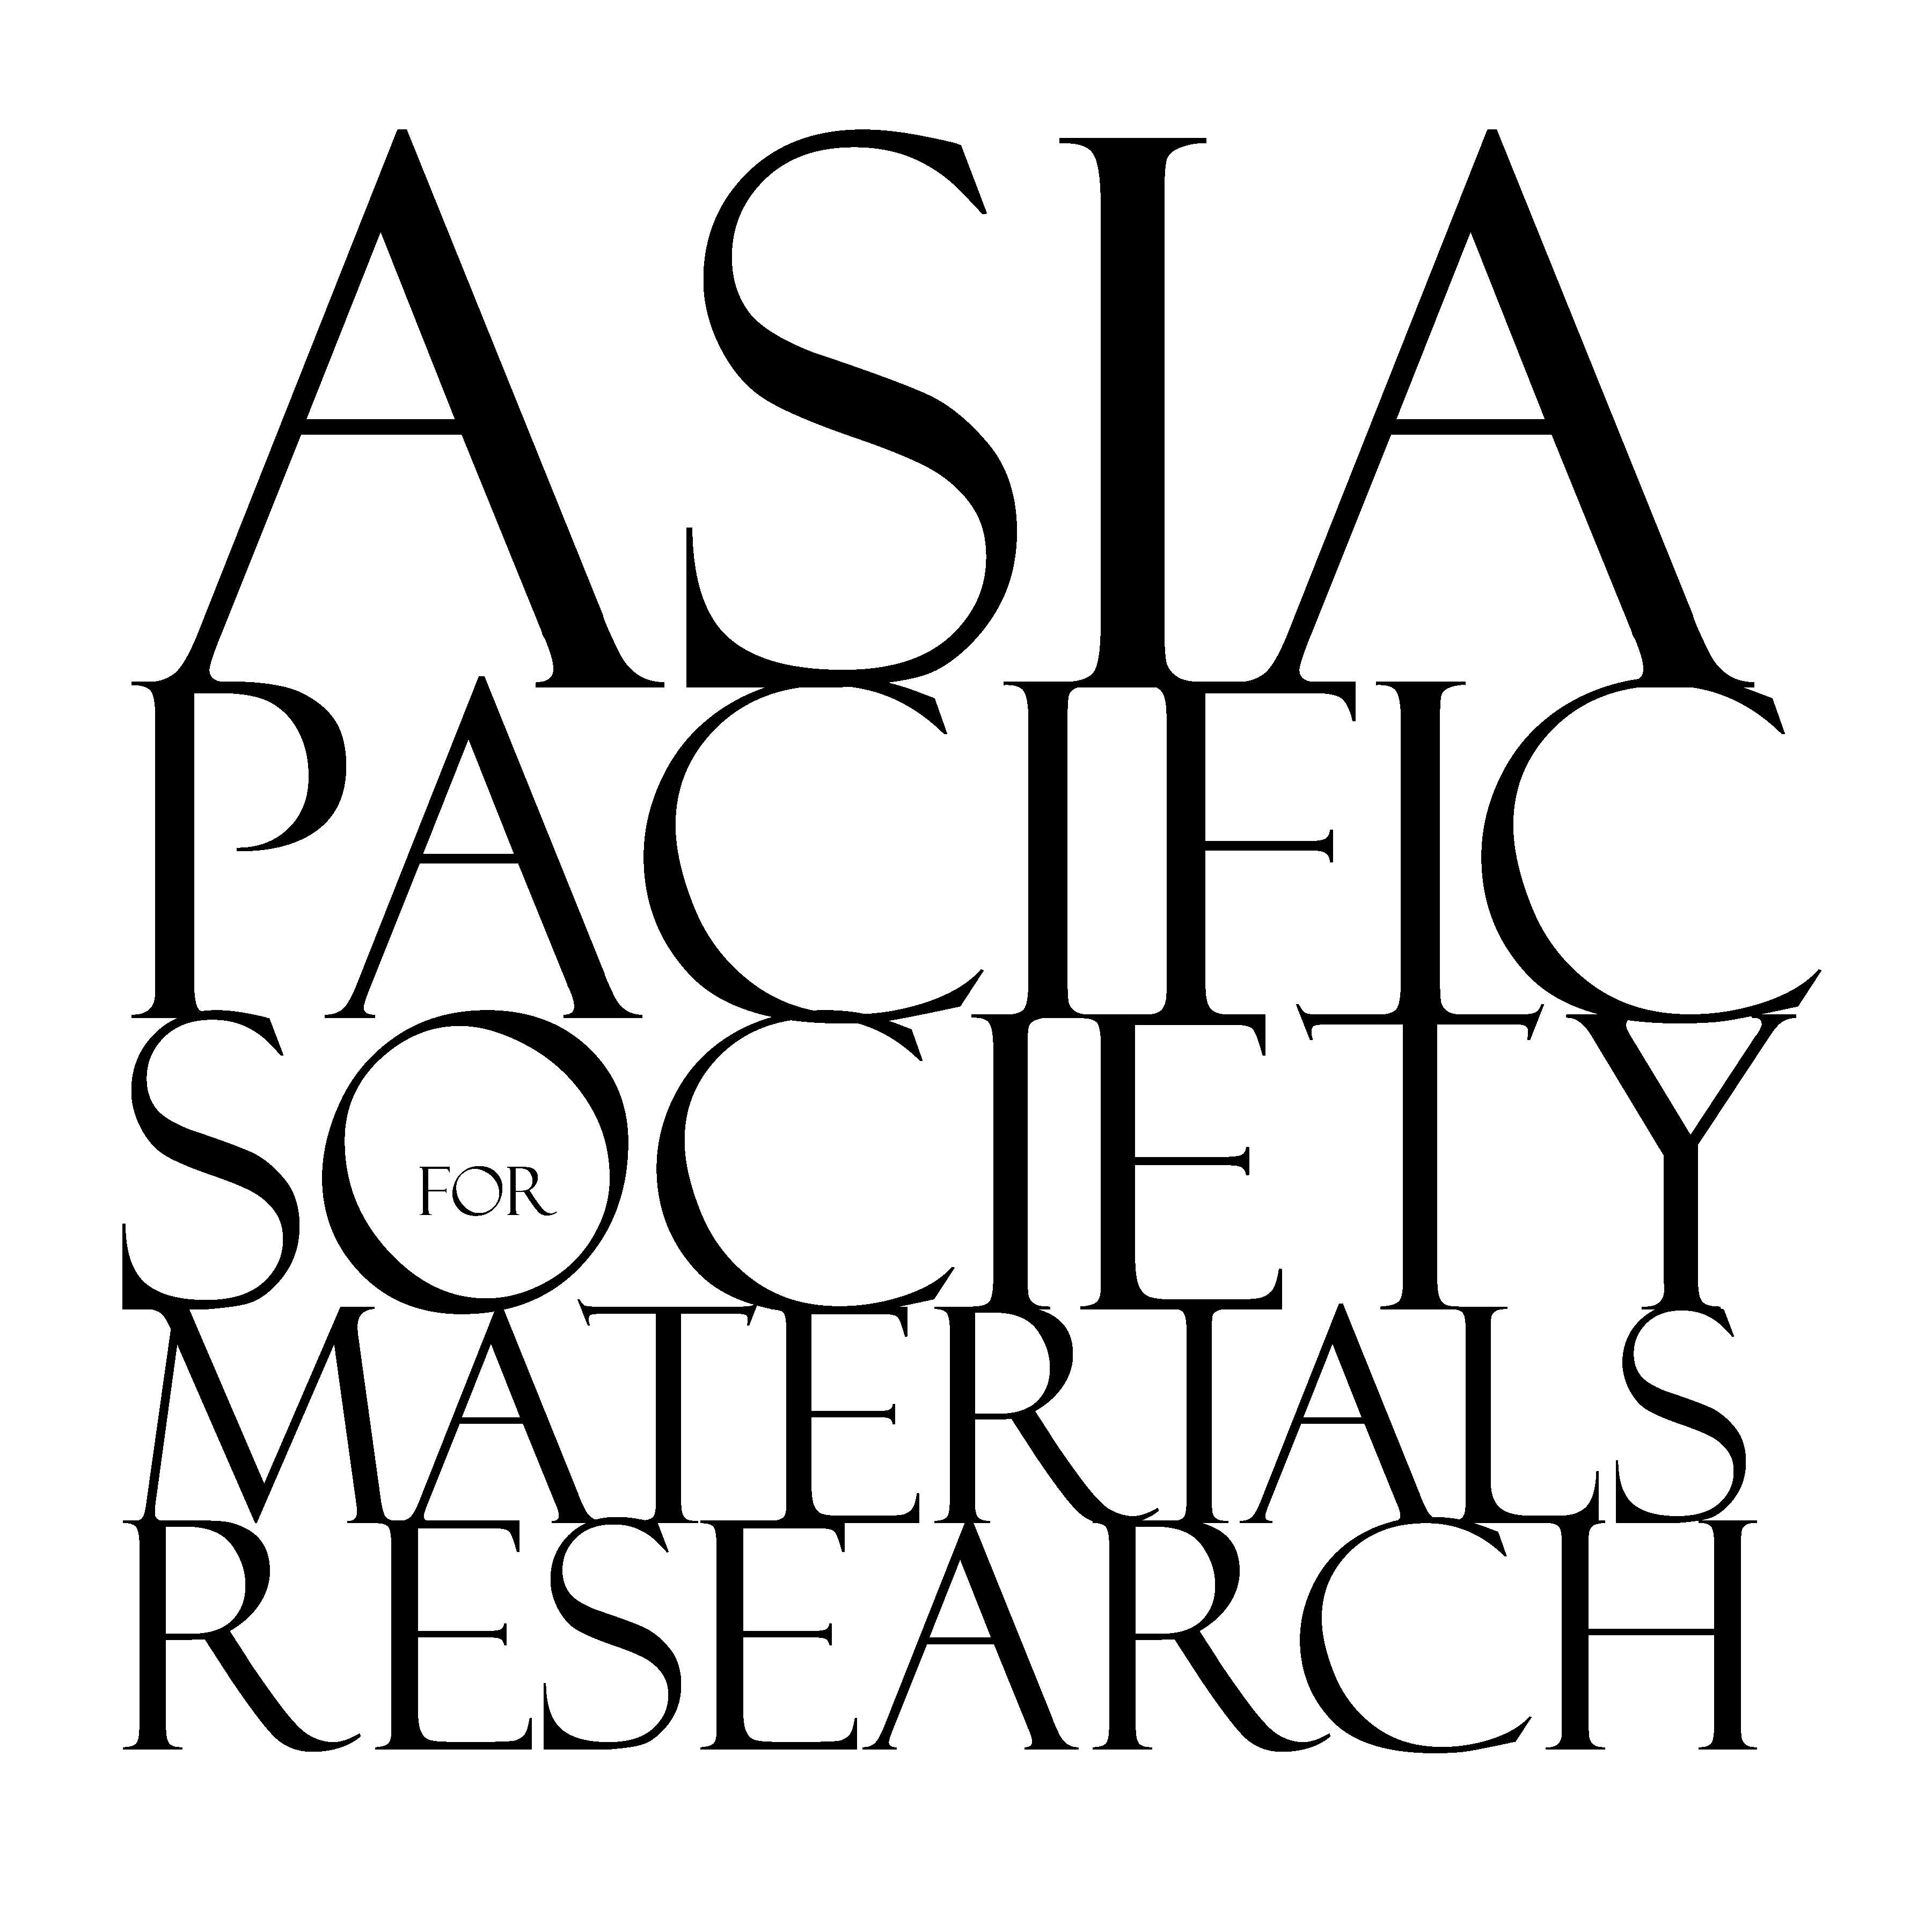 ASIA
PACIFIC
SOCIETY
FOR
MATERIALS
RESEARCH